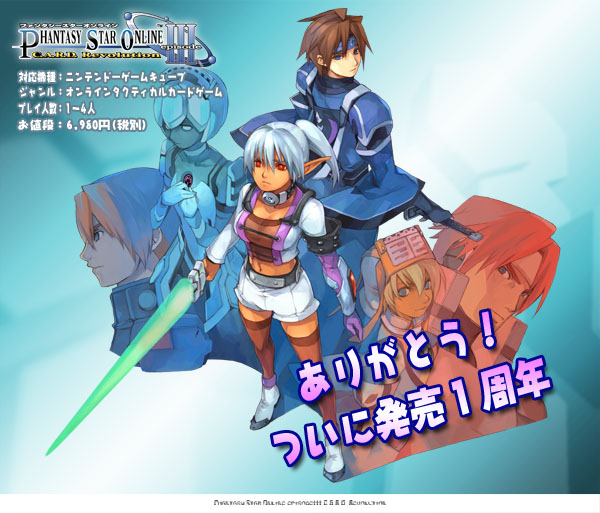 ファンタシースターオンライン
PHANTASY STAR ONLINE
episode III
C.A.R.D. Revolution
対応機種：ニンテンドーゲームキューブ
ジャンル：オンラインタクティカルカードゲーム
プレイ人数：1～4人
お値段：6,980円(税別)
ありがとう！
ついに発売1周年